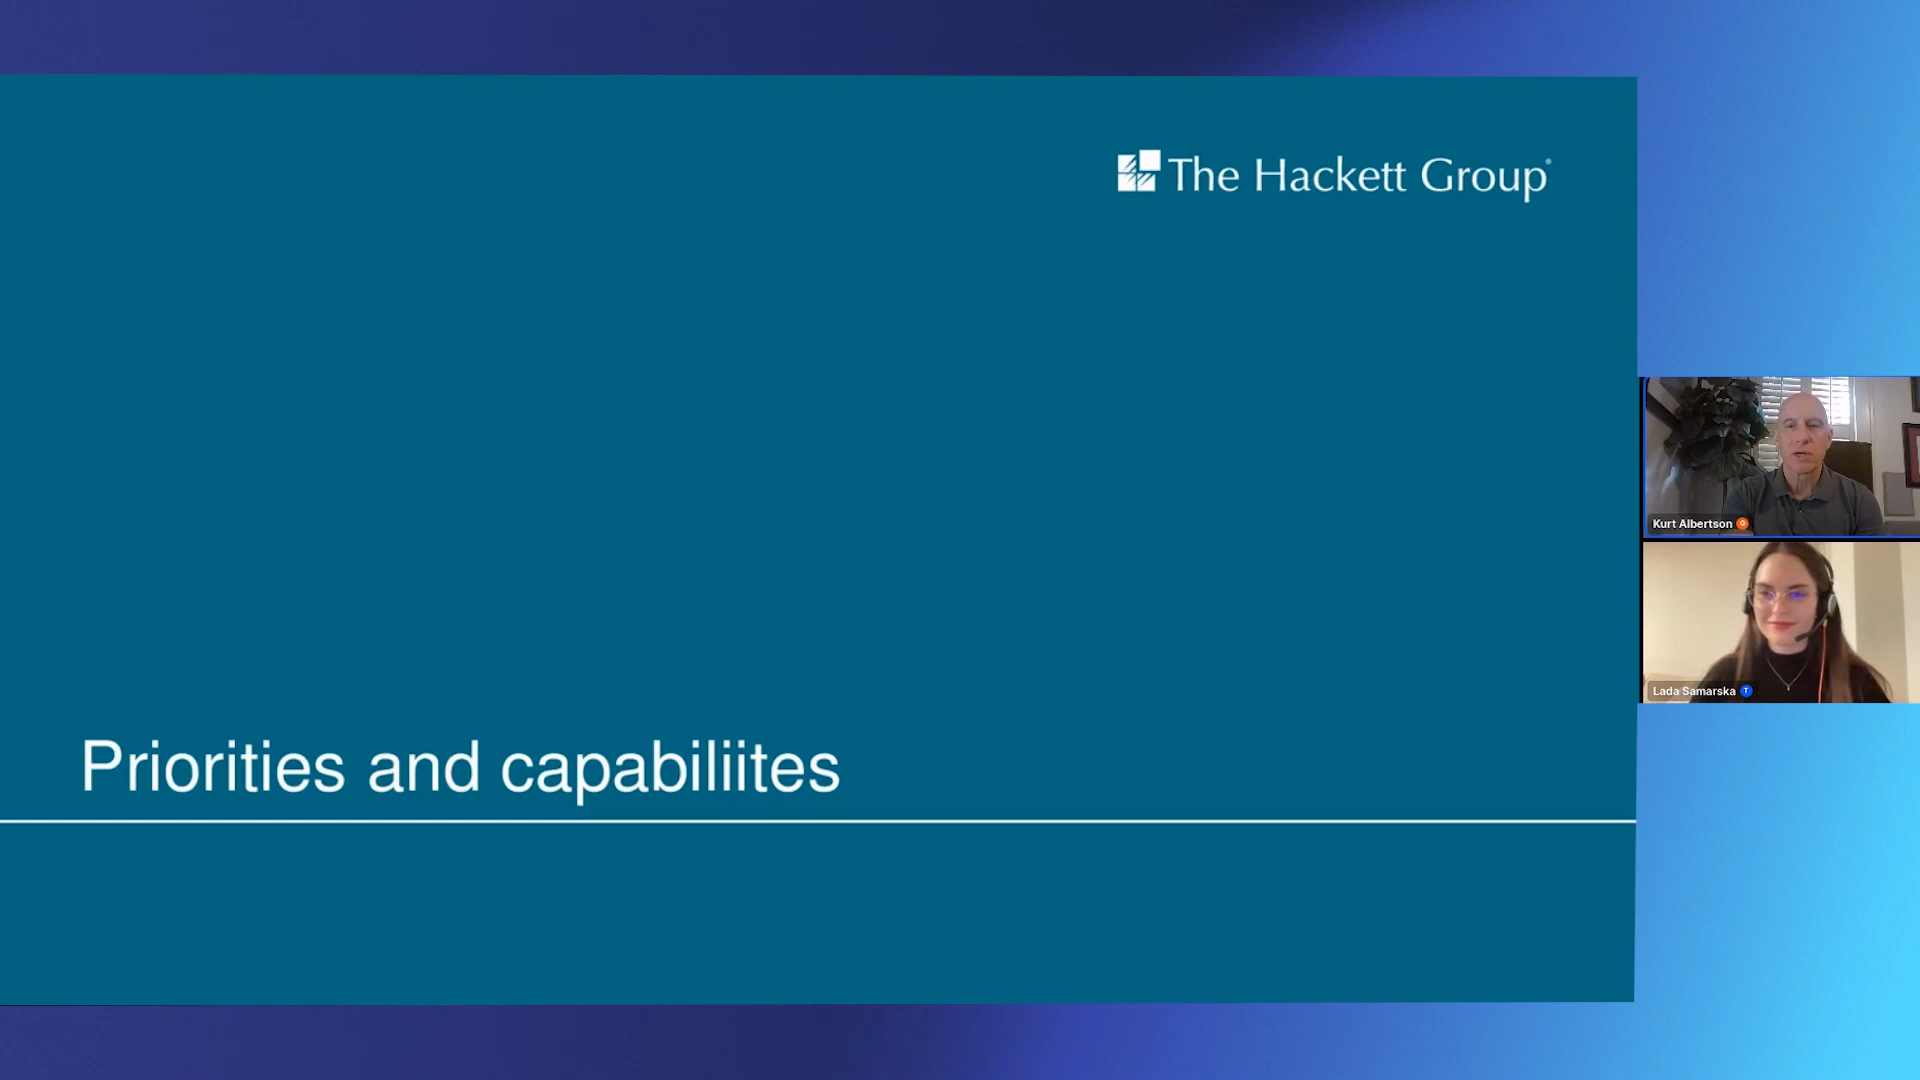 The Hackett Group®
Priorities and capabiliites
Kurt Albertson
G
Lada Samarska
T